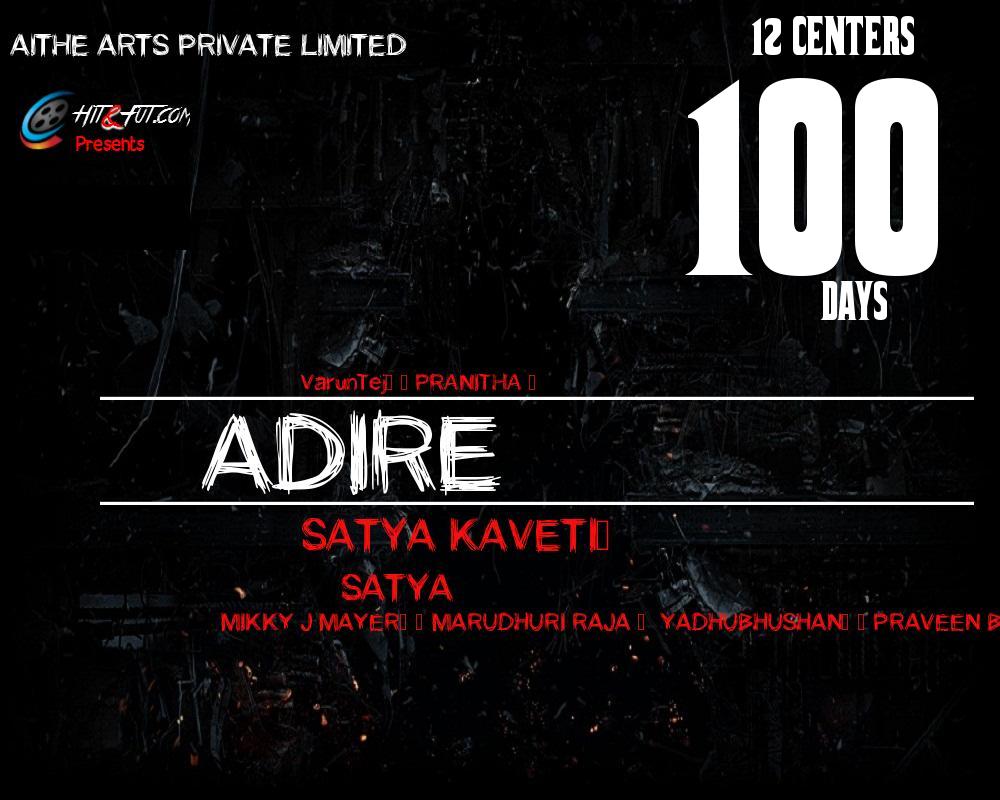 AITHE ARTS PRIVATE LIMITED
12 CENTERS
100
DAYS
HIT&FUT.COM
Presents
VarunTej PRANITHA
ADIRE
SATYA KAVETI
SATYA
MIKKY J MAYER MARUDHURI RAJA YADHUBHUSHAN PRAVEEN B